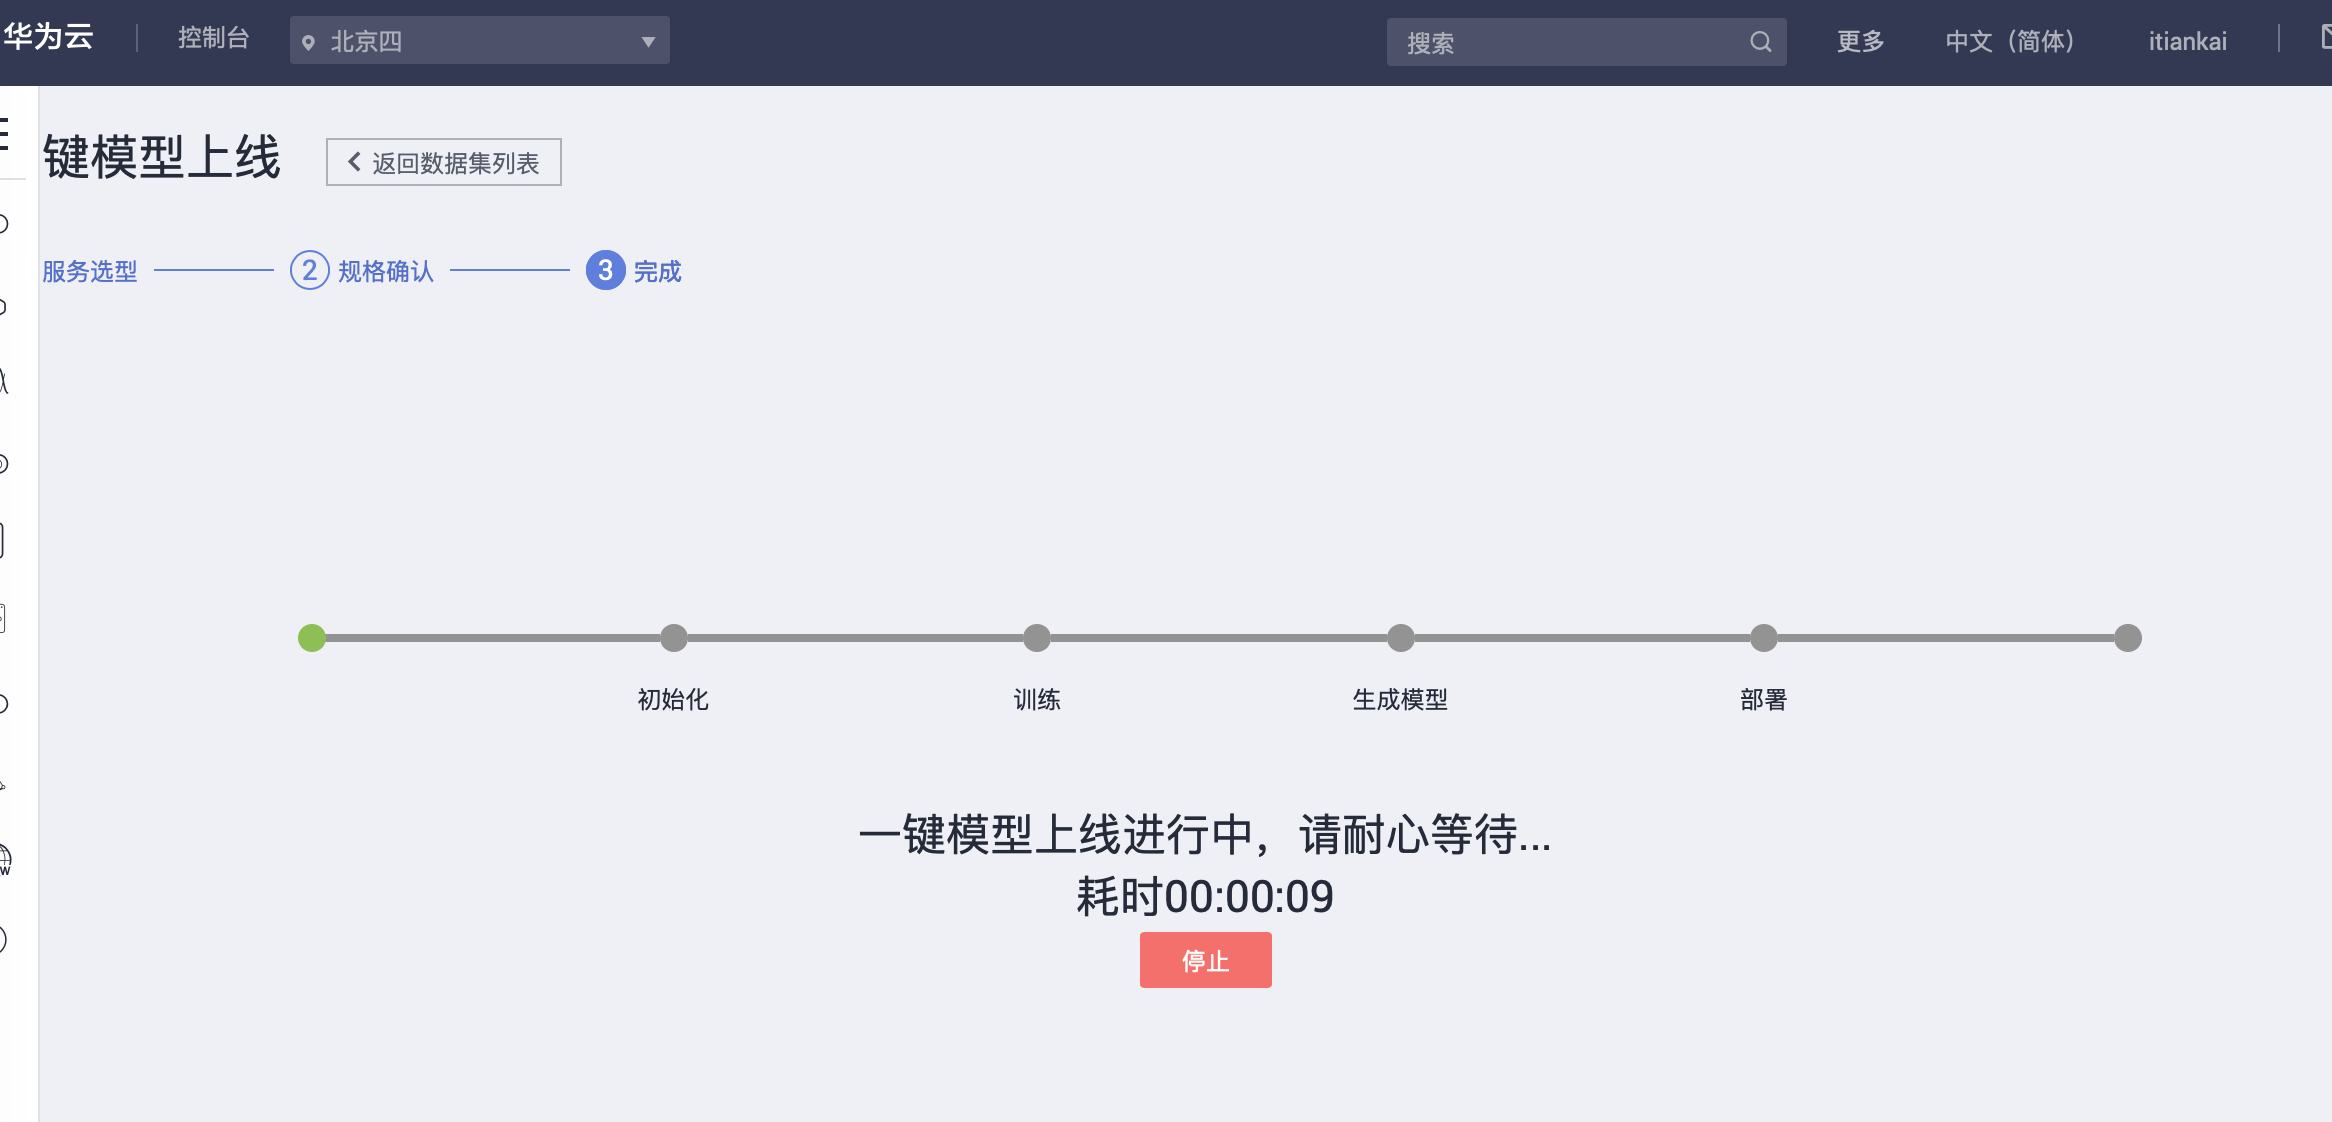 华为云
控制台
北京四
搜索
更多
中文（简体）
itiankai
键模型上线
返回数据集列表
服务选型
2 规格确认
3 完成
初始化
训练
生成模型
部署
一键模型上线进行中，请耐心等待...
耗时00:00:09
停止